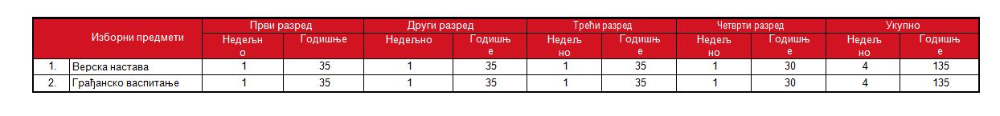 Изборни предмети Први разред Други разред Трећи разред Четврти разред Укупно
Недељно Годишње Недељно Годишње Недељно Годишње Недељно Годишње Недељно Годишње
1. Верска настава 1 35 1 35 1 35 1 30 4 135
2. Грађанско васпитање 1 35 1 35 1 35 1 30 4 135